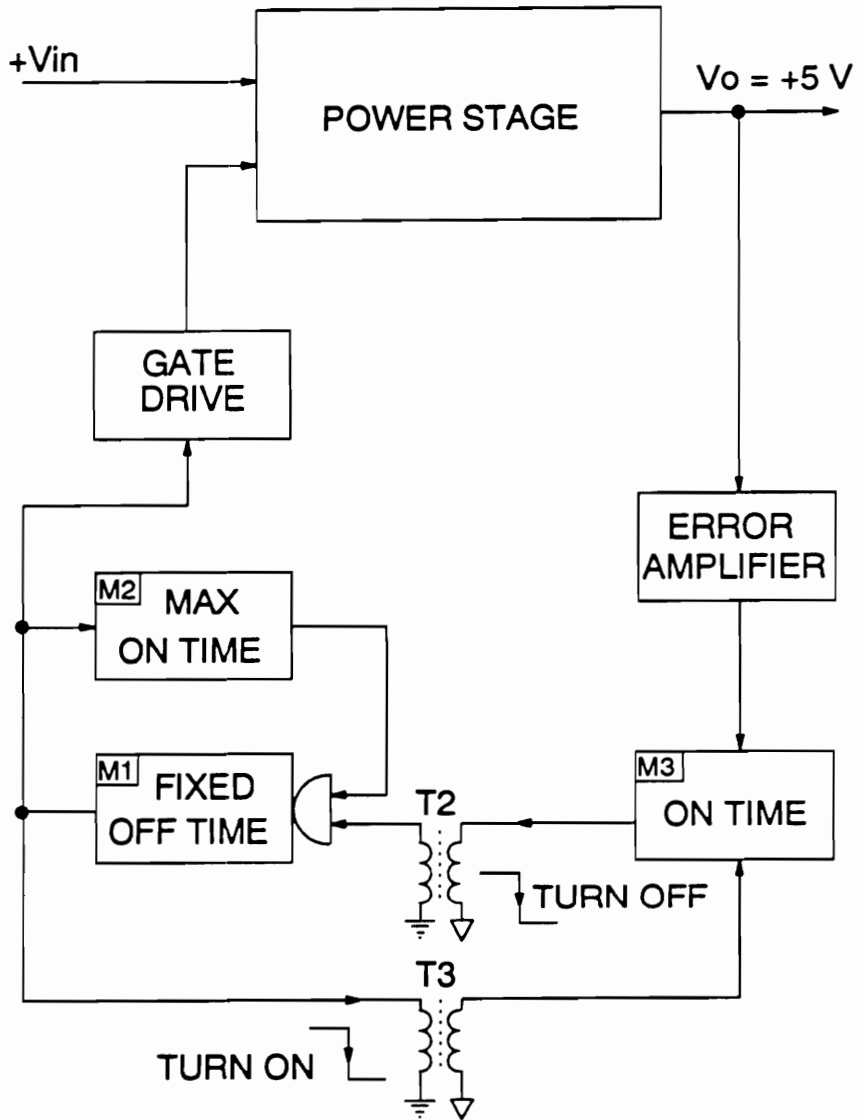 +Vin
POWER STAGE
Vo = +5 V
GATE
DRIVE
ERROR
AMPLIFIER
M2
MAX
ON TIME
M1
FIXED
OFF TIME
T2
M3
ON TIME
TURN OFF
T3
TURN ON